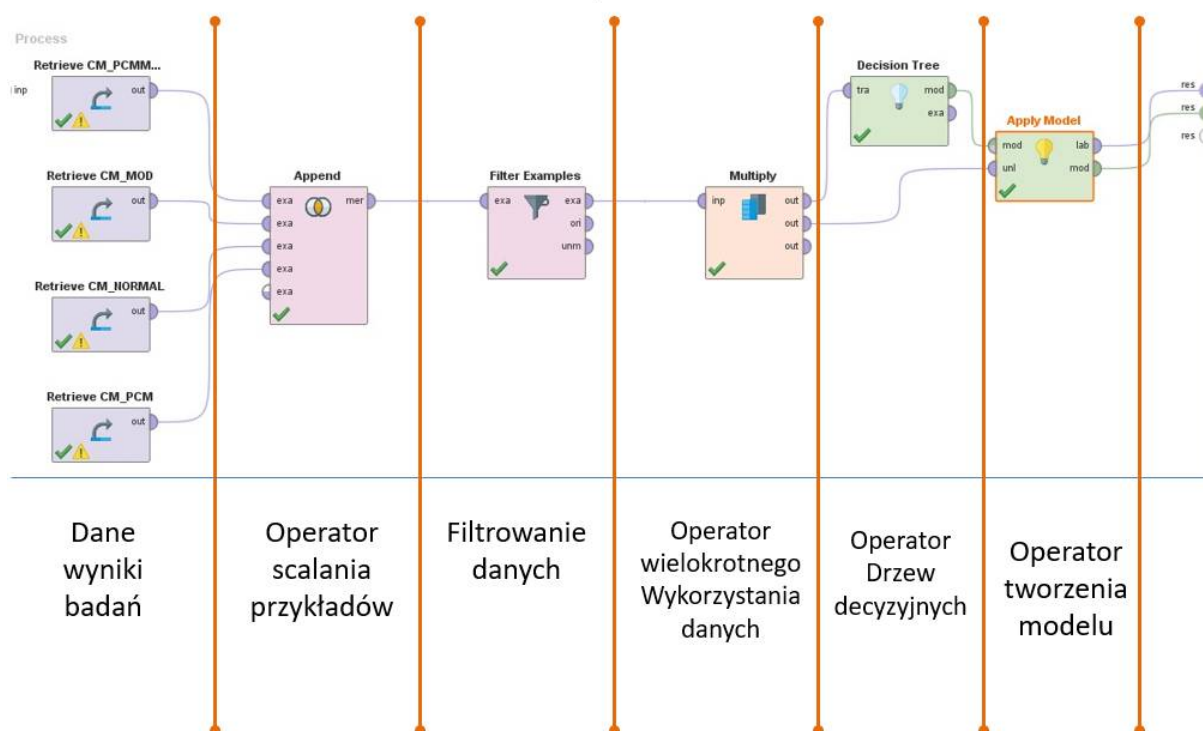 Process
inp
Retrieve CM_PCMM...
out
Retrieve CM_MOD
out
Retrieve CM_NORMAL
out
Retrieve CM_PCM
out
Append
exa mer
exa
exa
exa
exa
Filter Examples
exa exa
ori
unm
Multiply
inp out
out
out
Decision Tree
tra mod
exa
Apply Model
mod lab
unl mod
res
res
res
Dane
wyniki
badań
Operator
scalania
przykładów
Filtrowanie
danych
Operator
wielokrotnego
Wykorzystania
danych
Operator
Drzew
decyzyjnych
Operator
tworzenia
modelu